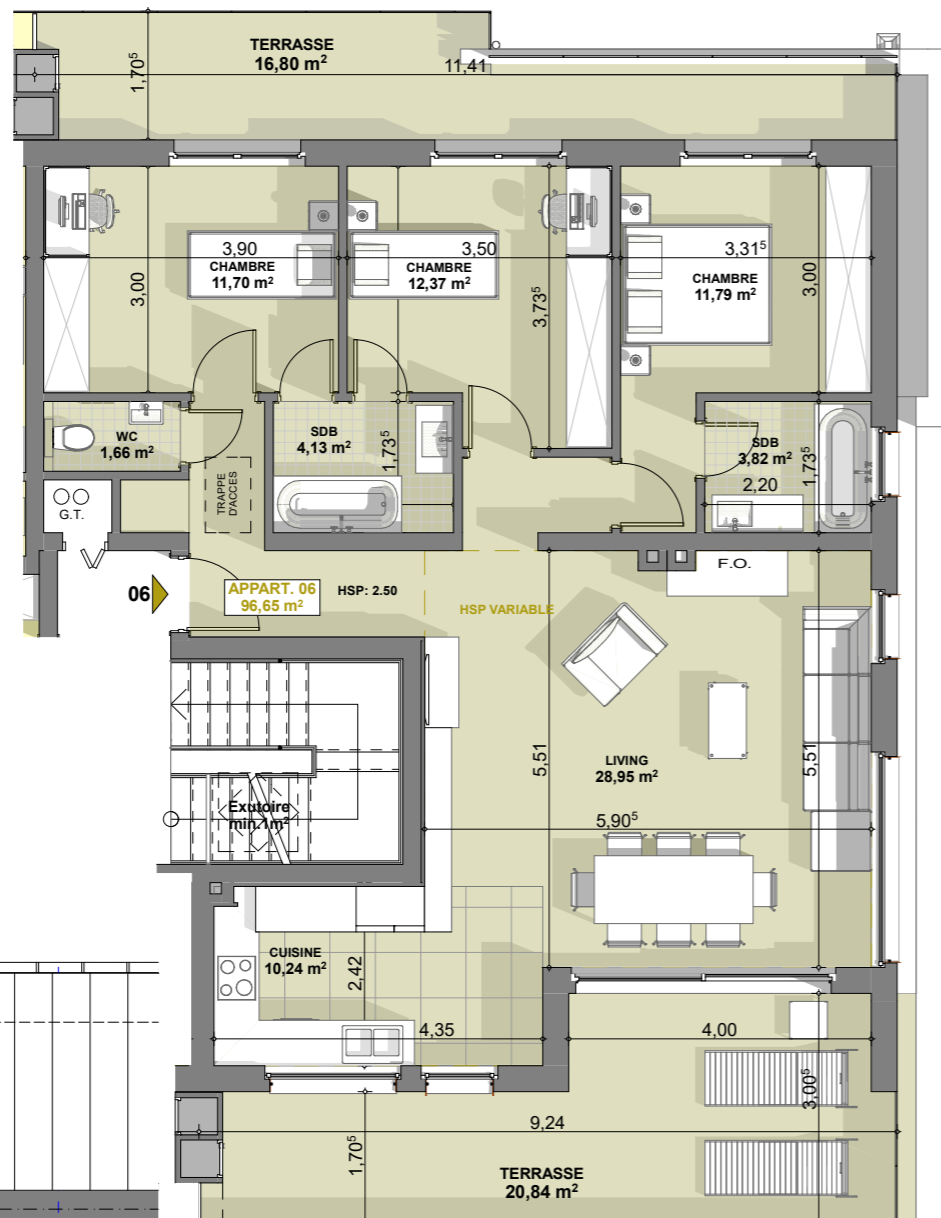 TERRASSE
16,80 m²
1,70⁵
11,41
3,90
CHAMBRE
11,70 m²
3,00
3,50
CHAMBRE
12,37 m²
3,73⁵
3,31⁵
CHAMBRE
11,79 m²
3,00
WC
1,66 m²
SDB
4,13 m²
1,73⁵
SDB
3,82 m²
2,20
1,73⁵
TRAPPE
D'ACCES
G.T.
F.O.
06
APPART. 06
96,65 m²
HSP: 2.50
HSP VARIABLE
LIVING
28,95 m²
5,51
5,51
5,90⁵
Exutoire
min.1m²
CUISINE
10,24 m²
2,42
4,35
4,00
3,00⁵
9,24
1,70⁵
TERRASSE
20,84 m²